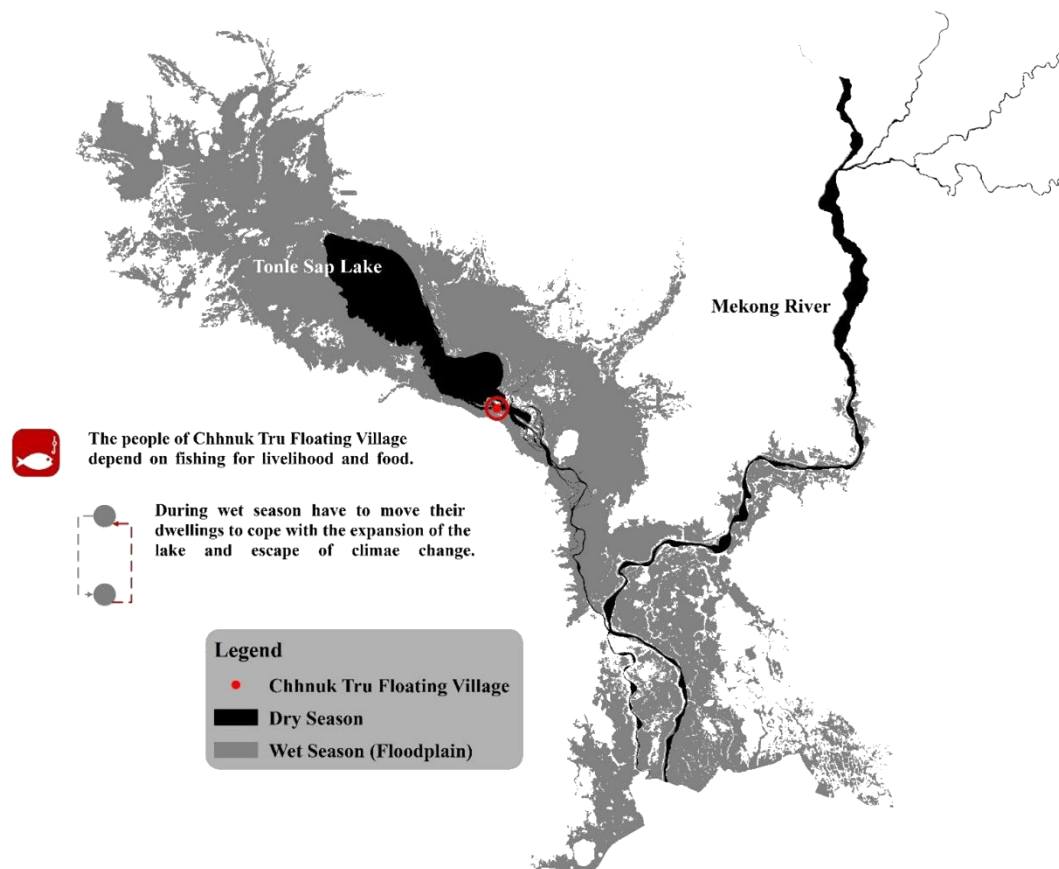 Tonle Sap Lake
Mekong River
The people of Chhnuk Tru Floating Village
depend on fishing for livelihood and food.
During wet season have to move their
dwellings to cope with the expansion of the
lake and escape of climae change.
Legend
Chhnuk Tru Floating Village
Dry Season
Wet Season (Floodplain)